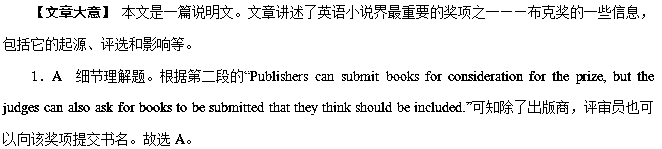 【文章大意】 本文是一篇说明文。文章讲述了英语小说界最重要的奖项之一——布克奖的一些信息，
包括它的起源、评选和影响等。
1．A 细节理解题。根据第二段的“Publishers can submit books for consideration for the prize, but the
judges can also ask for books to be submitted that they think should be included.”可知除了出版商，评审员也可
以向该奖项提交书名。故选 A。